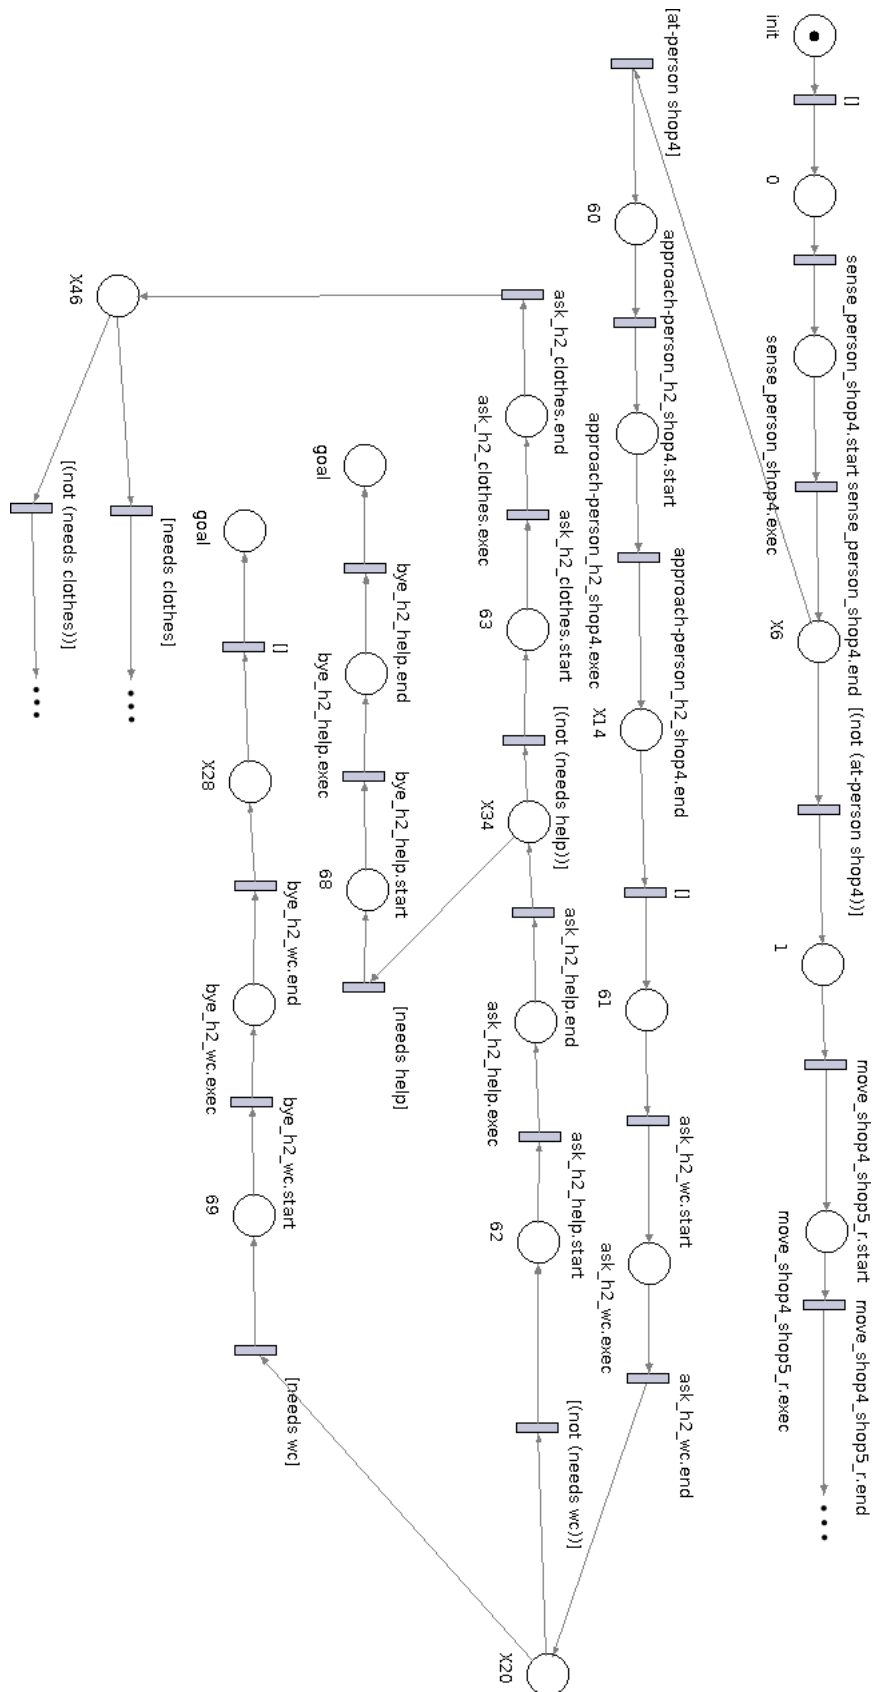 init
[]
0
sense_person_shop4.start
sense_person_shop4.exec
sense_person_shop4.end
X6
[(not (at-person shop4))]
1
move_shop4_shop5_r.start
move_shop4_shop5_r.exec
move_shop4_shop5_r.end
[at-person shop4]
60
approach-person_h2_shop4.start
approach-person_h2_shop4.exec
approach-person_h2_shop4.end
X14
[]
61
ask_h2_wc.start
ask_h2_wc.exec
ask_h2_wc.end
ask_h2_clothes.end
ask_h2_clothes.exec
ask_h2_clothes.start
63
[(not (needs help))]
X34
ask_h2_help.end
ask_h2_help.exec
ask_h2_help.start
62
[(not (needs wc))]
X20
goal
bye_h2_help.end
bye_h2_help.exec
bye_h2_help.start
68
[needs help]
goal
[]
X28
bye_h2_wc.end
bye_h2_wc.exec
bye_h2_wc.start
69
[needs wc]
X46
[needs clothes]
[(not (needs clothes))]